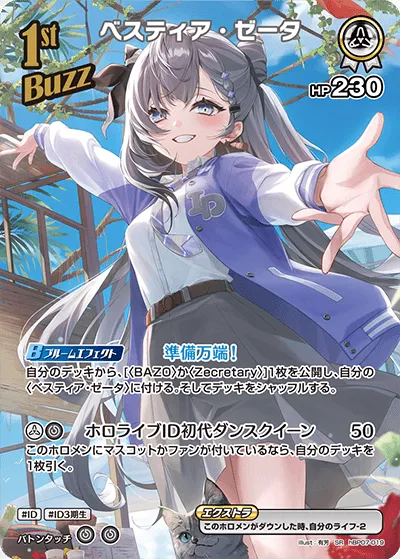 1st
Buzz
ベスティア・ゼータ
HP230
IP
Bブルームエフェクト 準備万端！
自分のデッキから、[〈BAZO〉か〈Zecretary〉]1枚を公開し、自分の
〈ベスティア・ゼータ〉に付ける。そしてデッキをシャッフルする。
ホロライブID初代ダンスクイーン 50
このホロメンにマスコットかファンが付いているなら、自分のデッキを
1枚引く。
#ID #ID3期生
エクストラ
このホロメンがダウンした時、自分のライフ-2
バトンタッチ
illust：有芳 SR hBP07-019